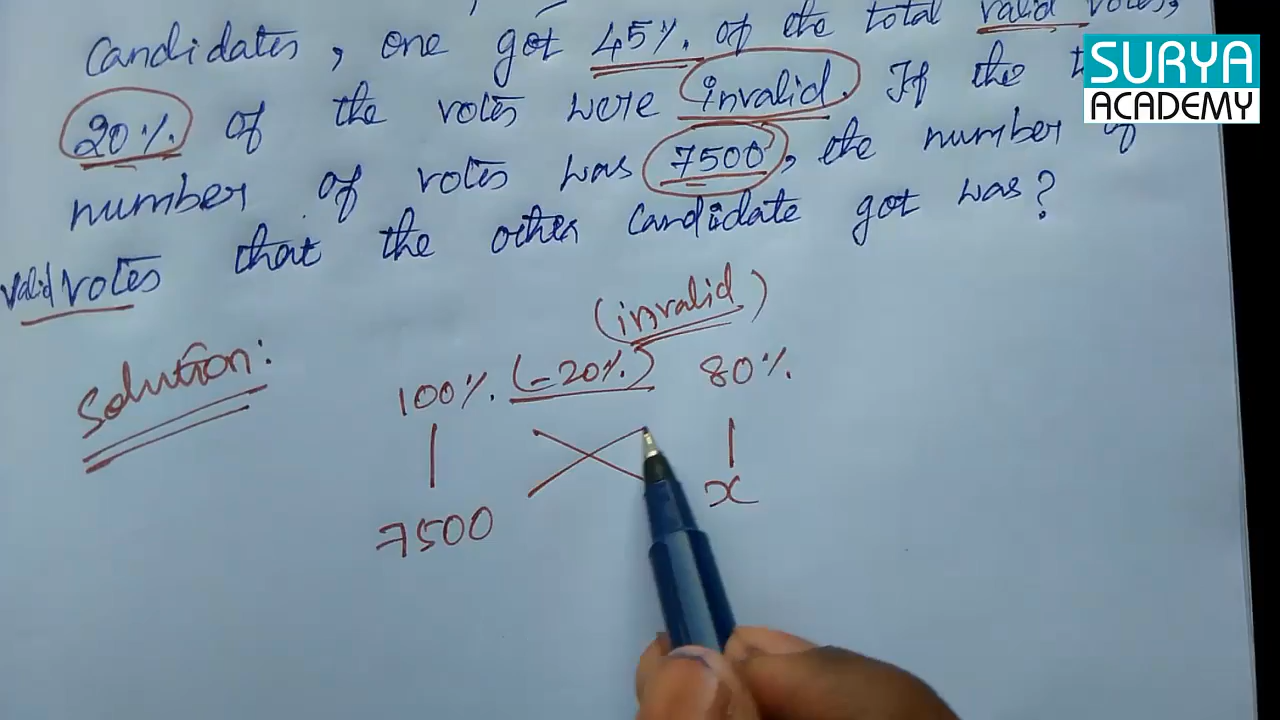 Candidates, one got 45%. of the total valid votes,
20%. of the votes were invalid. If the
number of votes was 7500, the number of
valid votes that the other candidate got was?
SURYA
ACADEMY
Solution:
(invalid)
100%. (-20%.) 80%.
7500 x